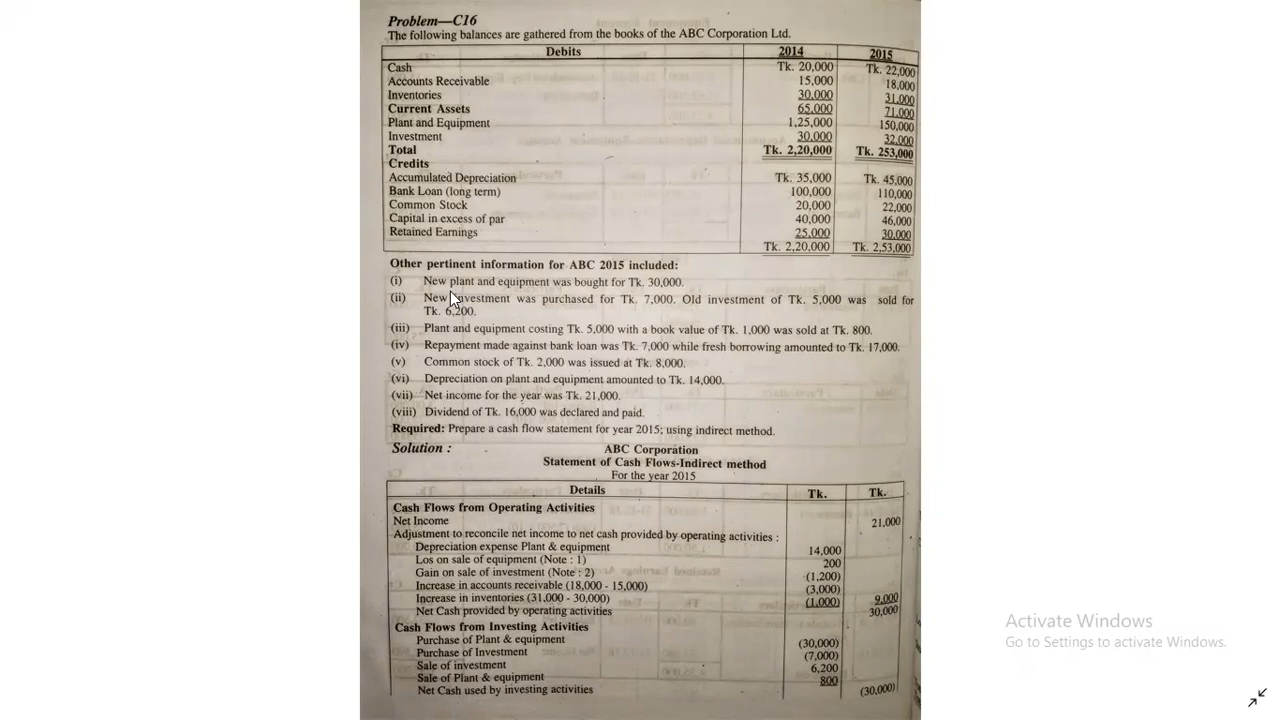 Problem—C16
The following balances are gathered from the books of the ABC Corporation Ltd.
Debits 2014 2015
Cash Tk. 20,000 Tk. 22,000
Accounts Receivable 15,000 18,000
Inventories 30,000 31,000
Current Assets 65,000 71,000
Plant and Equipment 1,25,000 150,000
Investment 30,000 32,000
Total Tk. 2,20,000 Tk. 253,000
Credits
Accumulated Depreciation Tk. 35,000 Tk. 45,000
Bank Loan (long term) 100,000 110,000
Common Stock 20,000 22,000
Capital in excess of par 40,000 46,000
Retained Earnings 25,000 30,000
Tk. 2,20,000 Tk. 2,53,000
Other pertinent information for ABC 2015 included:
(i) New plant and equipment was bought for Tk. 30,000.
(ii) New investment was purchased for Tk. 7,000. Old investment of Tk. 5,000 was sold for
Tk. 6,200.
(iii) Plant and equipment costing Tk. 5,000 with a book value of Tk. 1,000 was sold at Tk. 800.
(iv) Repayment made against bank loan was Tk. 7,000 while fresh borrowing amounted to Tk. 17,000.
(v) Common stock of Tk. 2,000 was issued at Tk. 8,000.
(vi) Depreciation on plant and equipment amounted to Tk. 14,000.
(vii) Net income for the year was Tk. 21,000.
(viii) Dividend of Tk. 16,000 was declared and paid.
Required: Prepare a cash flow statement for year 2015; using indirect method.
Solution :
ABC Corporation
Statement of Cash Flows-Indirect method
For the year 2015
Details Tk. Tk.
Cash Flows from Operating Activities
Net Income 21,000
Adjustment to reconcile net income to net cash provided by operating activities :
Depreciation expense Plant & equipment 14,000
Los on sale of equipment (Note : 1) 200
Gain on sale of investment (Note : 2) (1,200)
Increase in accounts receivable (18,000 - 15,000) (3,000)
Increase in inventories (31,000 - 30,000) (1,000) 9,000
Net Cash provided by operating activities 30,000
Cash Flows from Investing Activities
Purchase of Plant & equipment (30,000)
Purchase of Investment (7,000)
Sale of investment 6,200
Sale of Plant & equipment 800
Net Cash used by investing activities (30,000)
Activate Windows
Go to Settings to activate Windows.